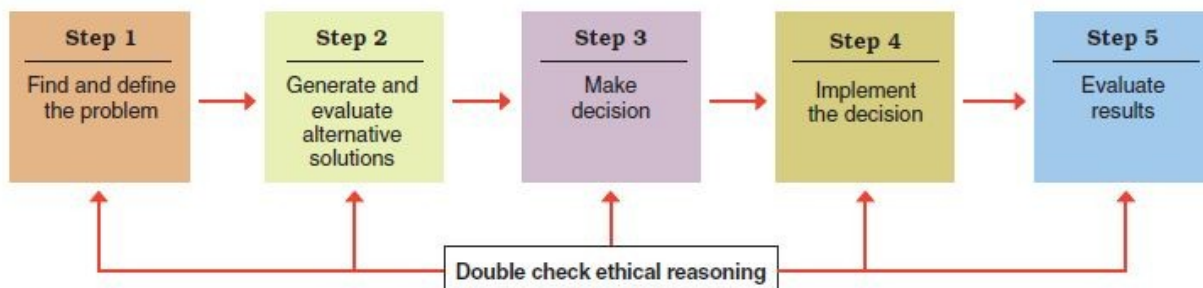 Step 1
Find and define
the problem
Step 2
Generate and
evaluate
alternative
solutions
Step 3
Make
decision
Step 4
Implement
the decision
Step 5
Evaluate
results
Double check ethical reasoning